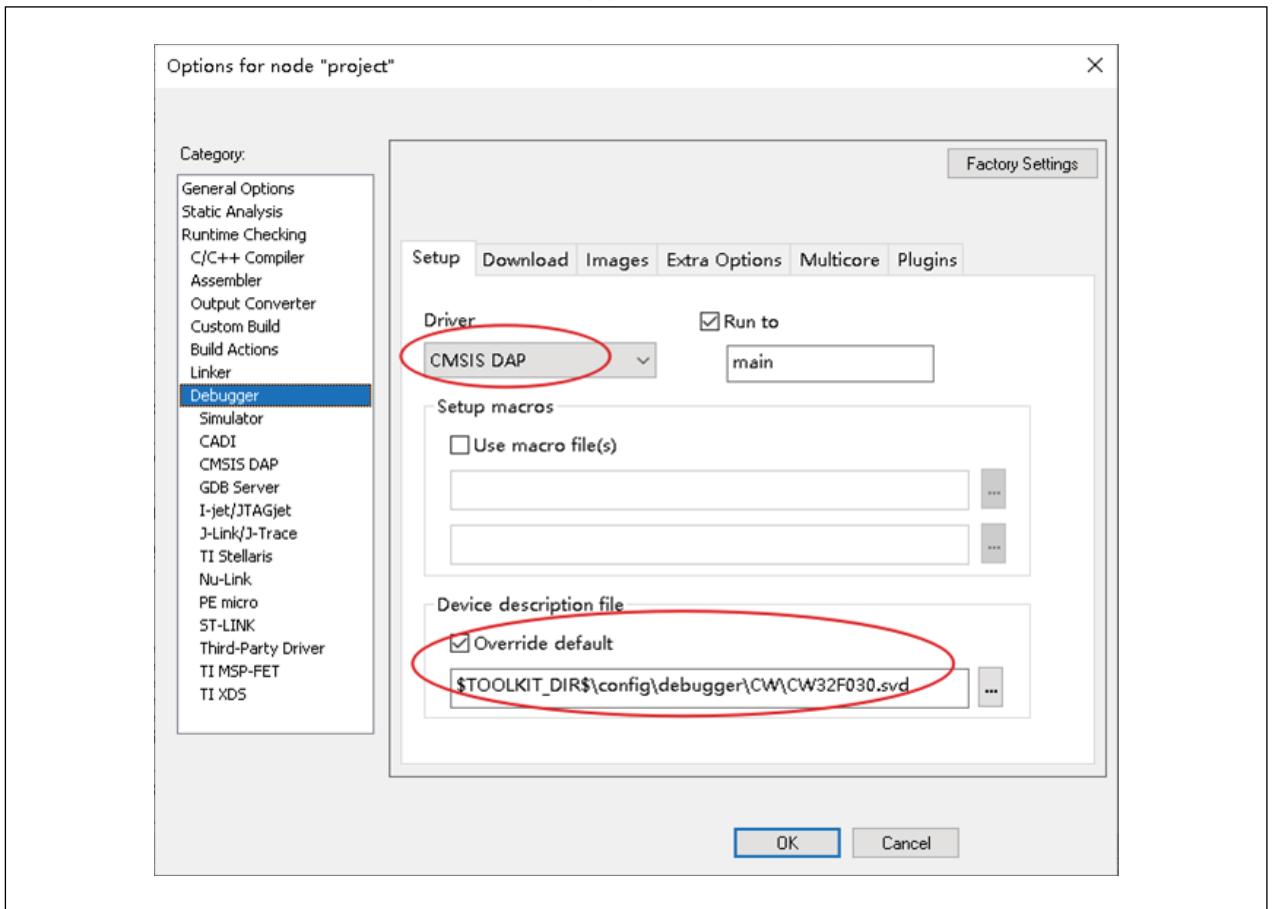 Options for node "project"
Category:
Factory Settings
General Options
Static Analysis
Runtime Checking
C/C++ Compiler
Assembler
Output Converter
Custom Build
Build Actions
Linker
Debugger
Simulator
CADI
CMSIS DAP
GDB Server
I-jet/JTAGjet
J-Link/J-Trace
TI Stellaris
Nu-Link
PE micro
ST-LINK
Third-Party Driver
TI MSP-FET
TI XDS
Setup Download Images Extra Options Multicore Plugins
Driver
Run to
CMSIS DAP
main
Setup macros
Use macro file(s)
...
...
Device description file
Override default
$TOOLKIT_DIR$\config\debugger\CW\CW32F030.svd
...
OK Cancel